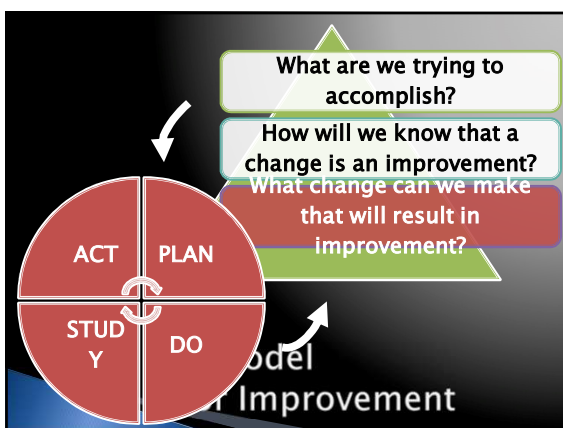 What are we trying to
accomplish?
How will we know that a
change is an improvement?
What change can we make
that will result in
improvement?
ACT
PLAN
STUD
Y
DO
Improvement